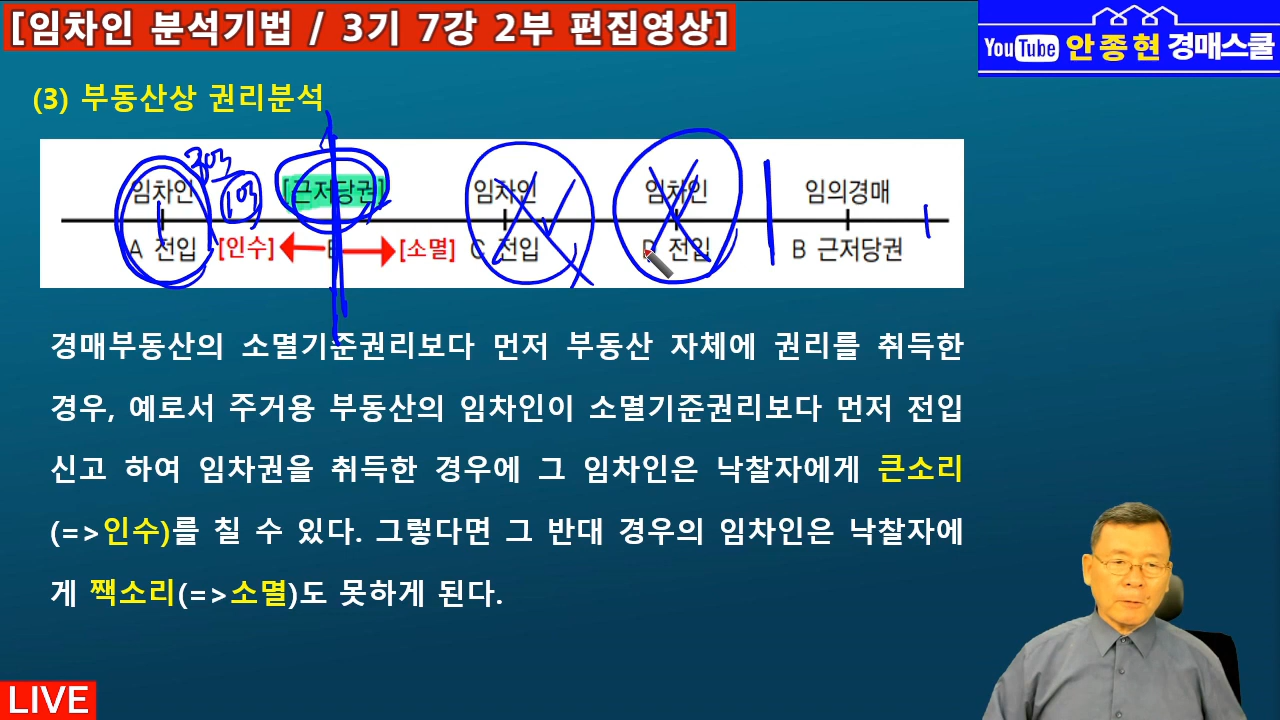 [임차인 분석기법 / 3기 7강 2부 편집영상]
YouTube 안종현 경매스쿨
(3) 부동산상 권리분석
임차인 [근저당권] 임차인 임차인 임의경매
A 전입 [인수] [소멸] C 전입 D 전입 B 근저당권
경매부동산의 소멸기준권리보다 먼저 부동산 자체에 권리를 취득한
경우, 예로서 주거용 부동산의 임차인이 소멸기준권리보다 먼저 전입
신고 하여 임차권을 취득한 경우에 그 임차인은 낙찰자에게 큰소리
(=>인수)를 칠 수 있다. 그렇다면 그 반대 경우의 임차인은 낙찰자에
게 짹소리(=>소멸)도 못하게 된다.
LIVE